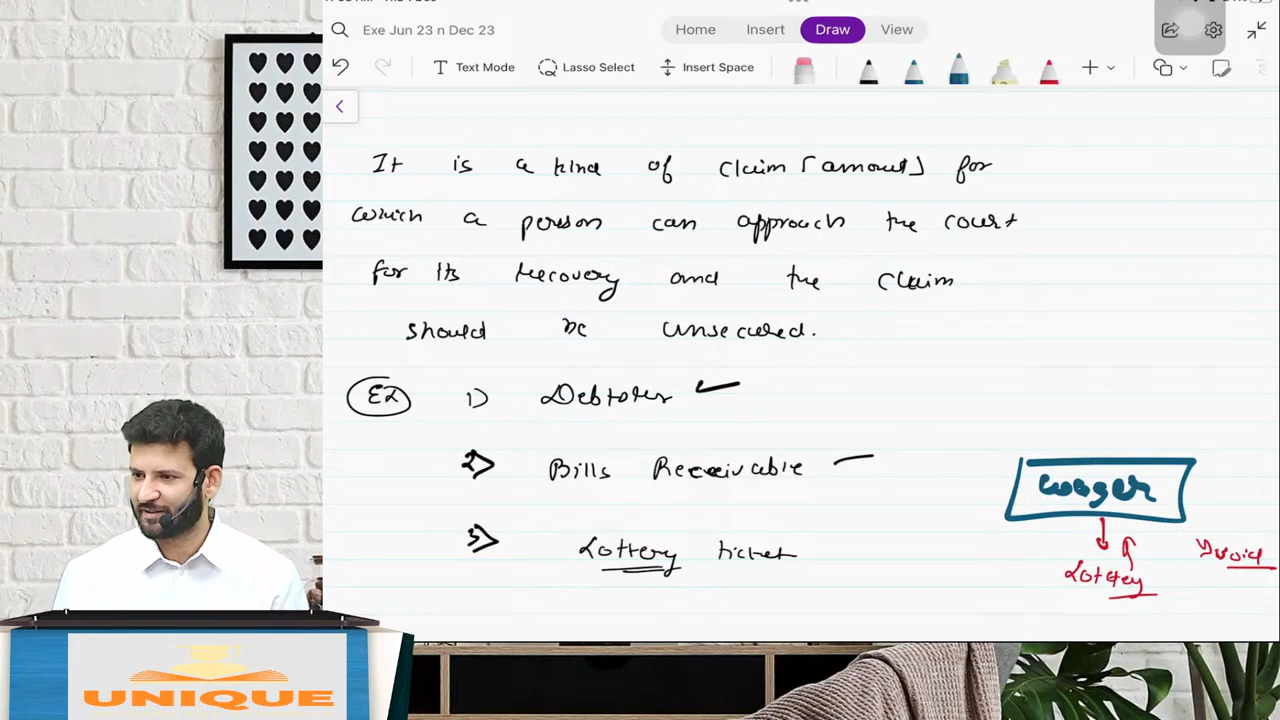 Exe Jun 23 n Dec 23
Home Insert Draw View
Text Mode Lasso Select Insert Space
It is a kind of claim [amount] for
which a person can approach the court
for its recovery and the claim
should be unsecured.
Ex 1) Debtors
2) Bills Receivable
wager
3) Lottery ticket
Lottery
void
UNIQUE